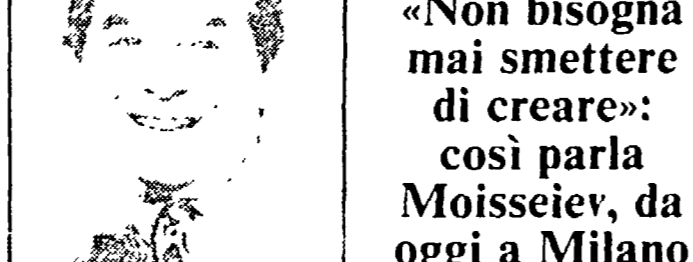 «Non bisogna
mai smettere
di creare»:
così parla
Moisseiev, da
oggi a Milano